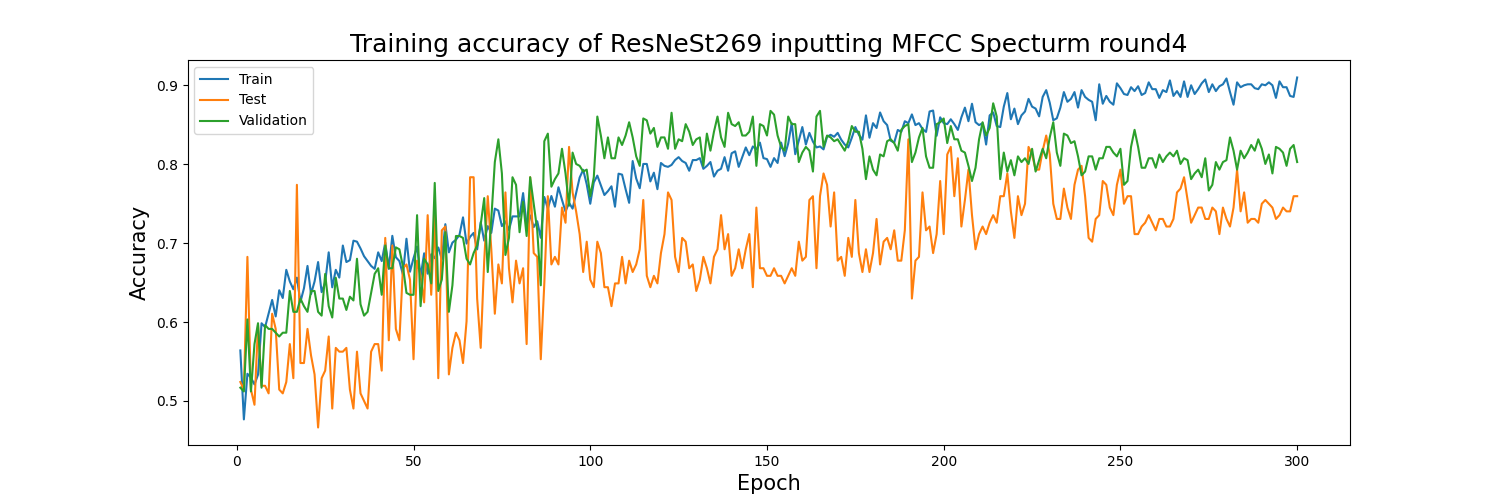 Training accuracy of ResNeSt269 inputting MFCC Specturm round4
Train
Test
Validation
0.9
0.8
0.7
0.6
0.5
Accuracy
0 50 100 150 200 250 300
Epoch